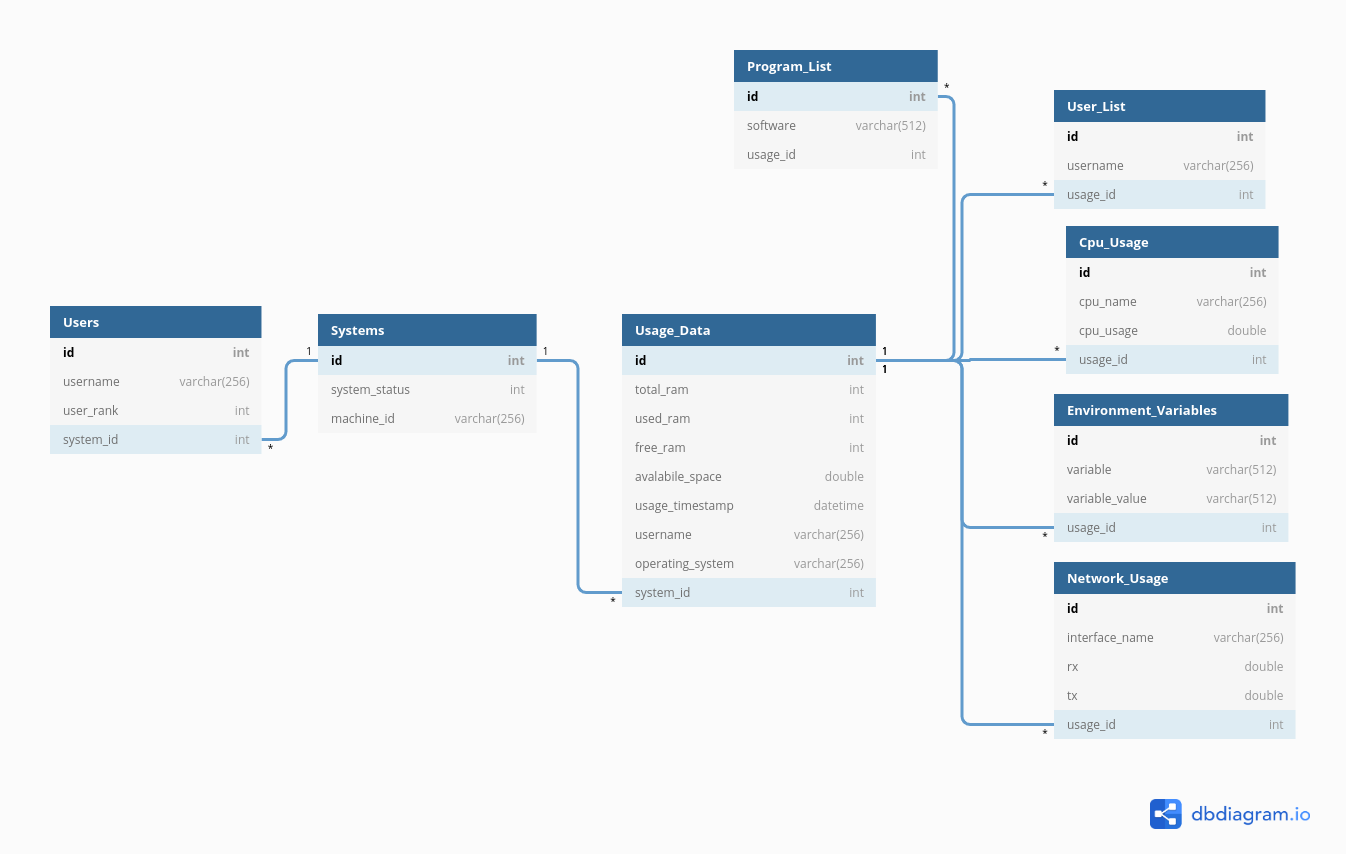 Program_List
id int
software varchar(512)
usage_id int
*
User_List
id int
username varchar(256)
usage_id int
*
Cpu_Usage
id int
cpu_name varchar(256)
cpu_usage double
usage_id int
*
Users
id int
username varchar(256)
user_rank int
system_id int
*
1
Systems
id int
system_status int
machine_id varchar(256)
1
Usage_Data
id int
total_ram int
used_ram int
free_ram int
avalabile_space double
usage_timestamp datetime
username varchar(256)
operating_system varchar(256)
system_id int
*
1
1
Environment_Variables
id int
variable varchar(512)
variable_value varchar(512)
usage_id int
*
Network_Usage
id int
interface_name varchar(256)
rx double
tx double
usage_id int
*
dbdiagram.io